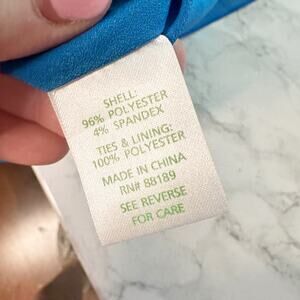 SHELL:
96% POLYESTER
4% SPANDEX
TIES & LINING:
100% POLYESTER
MADE IN CHINA
RN# 88189
SEE REVERSE
FOR CARE